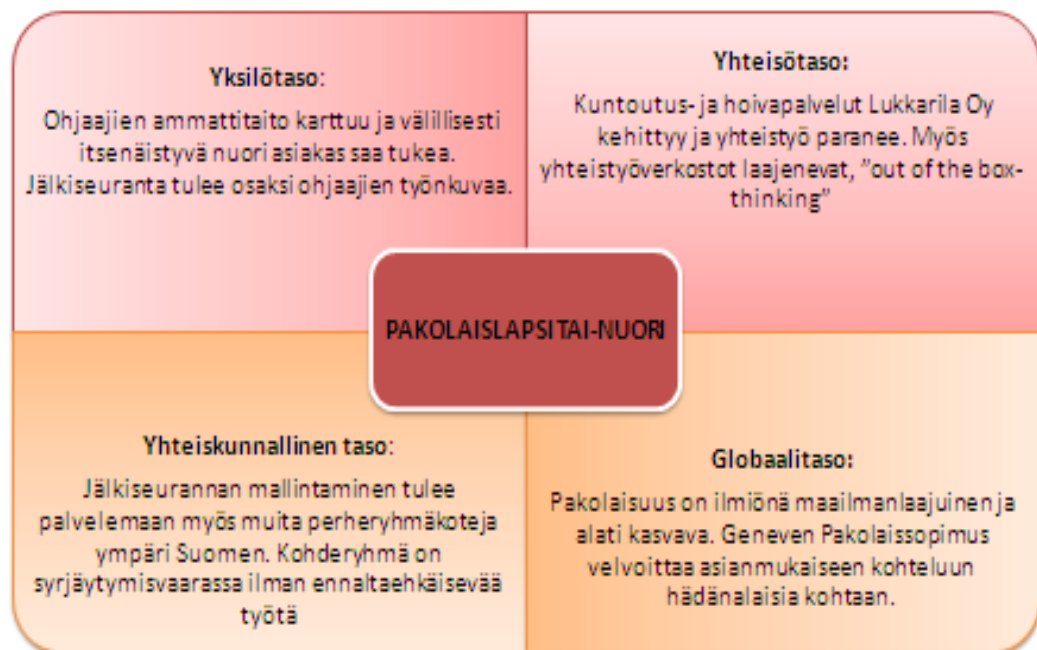 Yksilötaso:
Ohjaajien ammattitaito karttuu ja välillisesti
itsenäistyvä nuori asiakas saa tukea.
Jälkiseuranta tulee osaksi ohjaajien työnkuvaa.
Yhteisötaso:
Kuntoutus- ja hoivapalvelut Lukkarila Oy
kehittyy ja yhteistyö paranee. Myös
yhteistyöverkostot laajenevat, ”out of the box-
thinking”
PAKOLAISLAPSI TAI -NUORI
Yhteiskunnallinen taso:
Jälkiseurannan mallintaminen tulee
palvelemaan myös muita perheryhmäkoteja
ympäri Suomen. Kohderyhmä on
syrjäytymisvaarassa ilman ennaltaehkäisevää
työtä
Globaalitaso:
Pakolaisuus on ilmiönä maailmanlaajuinen ja
alati kasvava. Geneven Pakolaissopimus
velvoittaa asianmukaiseen kohteluun
hädänalaisia kohtaan.